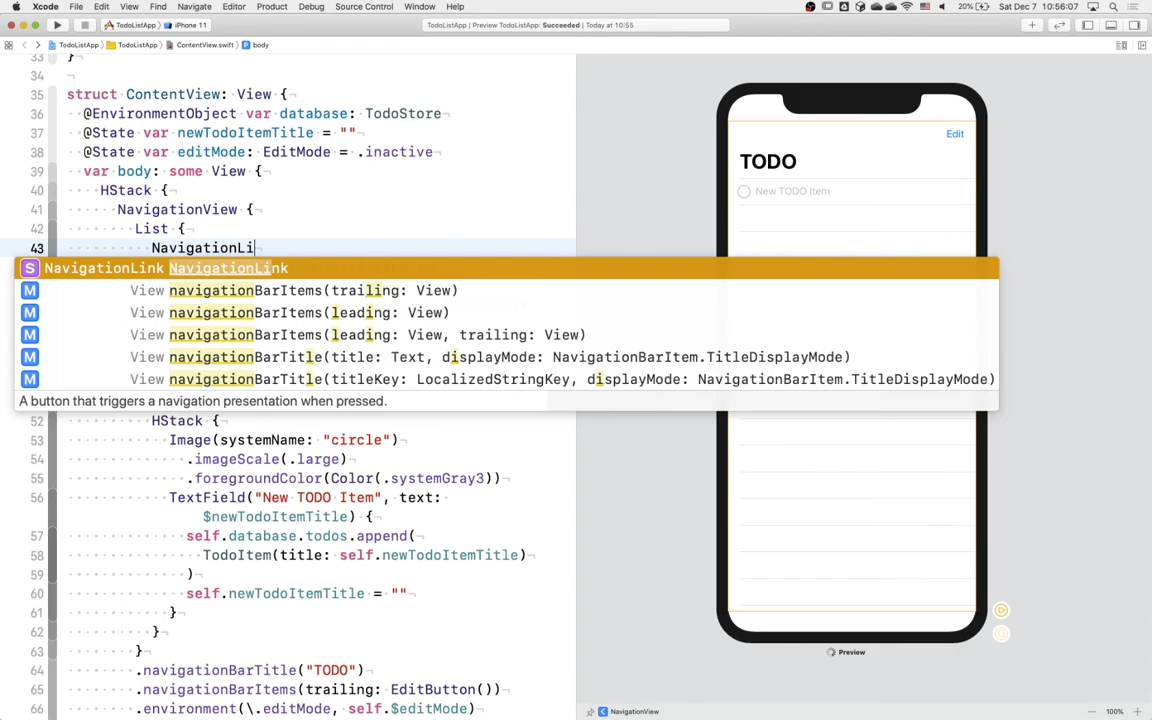 Xcode File Edit View Find Navigate Editor Product Debug Source Control Window Help 20% Sat Dec 7 10:56:07
TodoListApp iPhone 11 TodoListApp | Preview TodoListApp: Succeeded | Today at 10:55
TodoListApp TodoListApp ContentView.swift body
33 }
34
35 struct ContentView: View {
36 @EnvironmentObject var database: TodoStore
37 @State var newTodoItemTitle = ""
38 @State var editMode: EditMode = .inactive
39 var body: some View {
40 HStack {
41 NavigationView {
42 List {
43 NavigationLi
NavigationLink NavigationLink
View navigationBarItems(trailing: View)
View navigationBarItems(leading: View)
View navigationBarItems(leading: View, trailing: View)
View navigationBarTitle(title: Text, displayMode: NavigationBarItem.TitleDisplayMode)
View navigationBarTitle(titleKey: LocalizedStringKey, displayMode: NavigationBarItem.TitleDisplayMode)
A button that triggers a navigation presentation when pressed.
52 HStack {
53 Image(systemName: "circle")
54 .imageScale(.large)
55 .foregroundColor(Color(.systemGray3))
56 TextField("New TODO Item", text:
$newTodoItemTitle) {
57 self.database.todos.append(
58 TodoItem(title: self.newTodoItemTitle)
59 )
60 self.newTodoItemTitle = ""
61 }
62 }
63 }
64 .navigationBarTitle("TODO")
65 .navigationBarItems(trailing: EditButton())
66 .environment(\.editMode, self.$editMode)
Edit
TODO
New TODO Item
Preview
NavigationView 100%